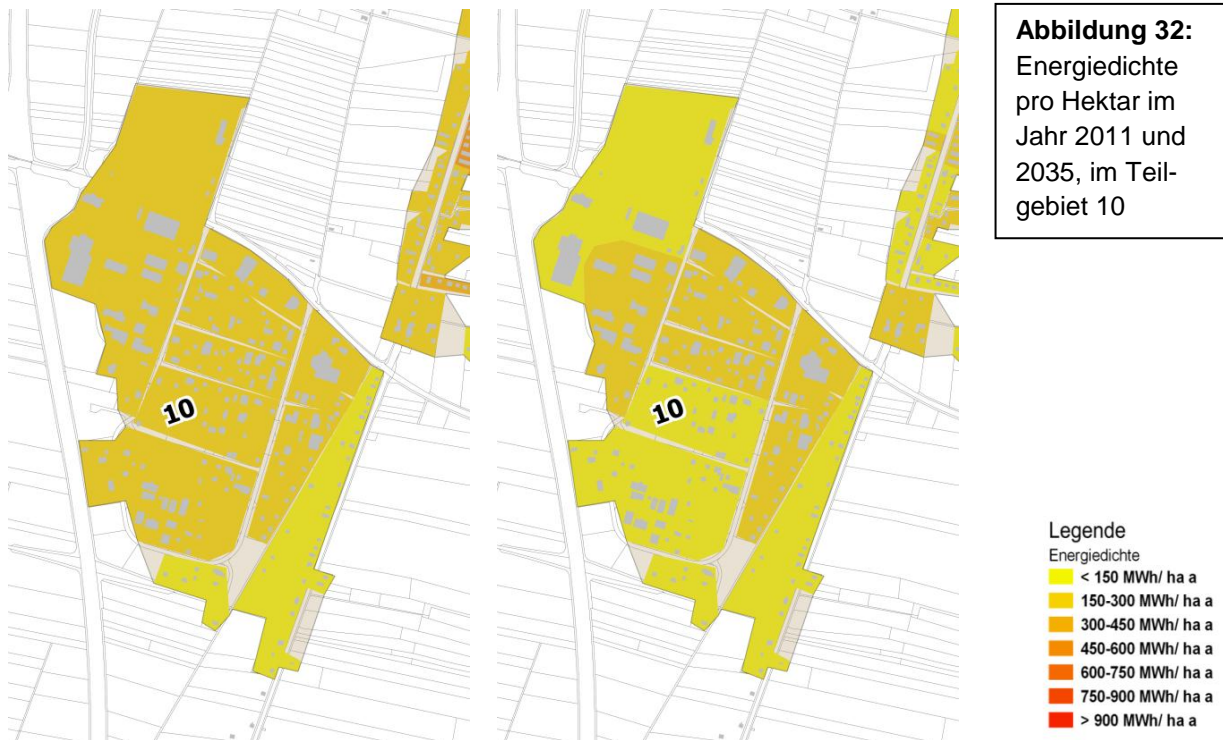 10
10
Abbildung 32:
Energiedichte
pro Hektar im
Jahr 2011 und
2035, im Teil-
gebiet 10
Legende
Energiedichte
< 150 MWh/ ha a
150-300 MWh/ ha a
300-450 MWh/ ha a
450-600 MWh/ ha a
600-750 MWh/ ha a
750-900 MWh/ ha a
> 900 MWh/ ha a